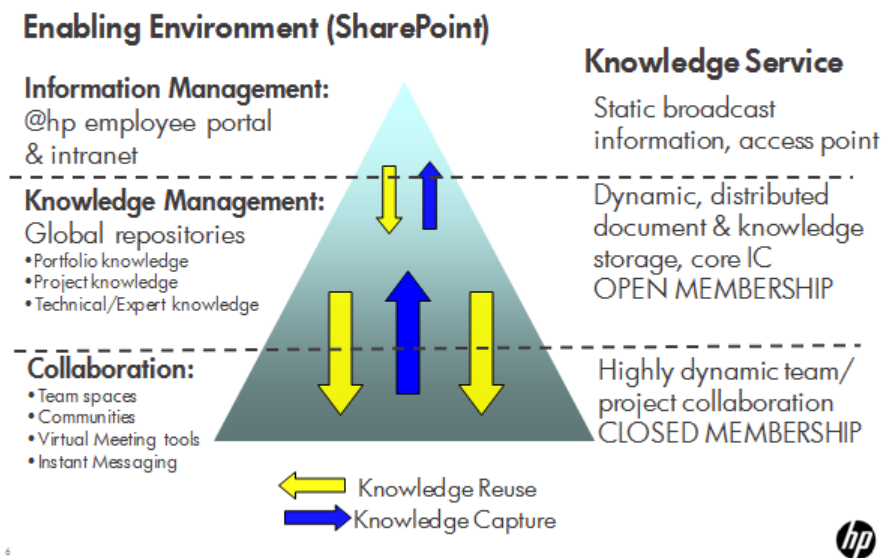 Enabling Environment (SharePoint)
Knowledge Service
Information Management:
@hp employee portal
& intranet
Static broadcast
information, access point
Knowledge Management:
Global repositories
•Portfolio knowledge
•Project knowledge
•Technical/Expert knowledge
Dynamic, distributed
document & knowledge
storage, core IC
OPEN MEMBERSHIP
Collaboration:
•Team spaces
•Communities
•Virtual Meeting tools
•Instant Messaging
Highly dynamic team/
project collaboration
CLOSED MEMBERSHIP
Knowledge Reuse
Knowledge Capture
6
hp